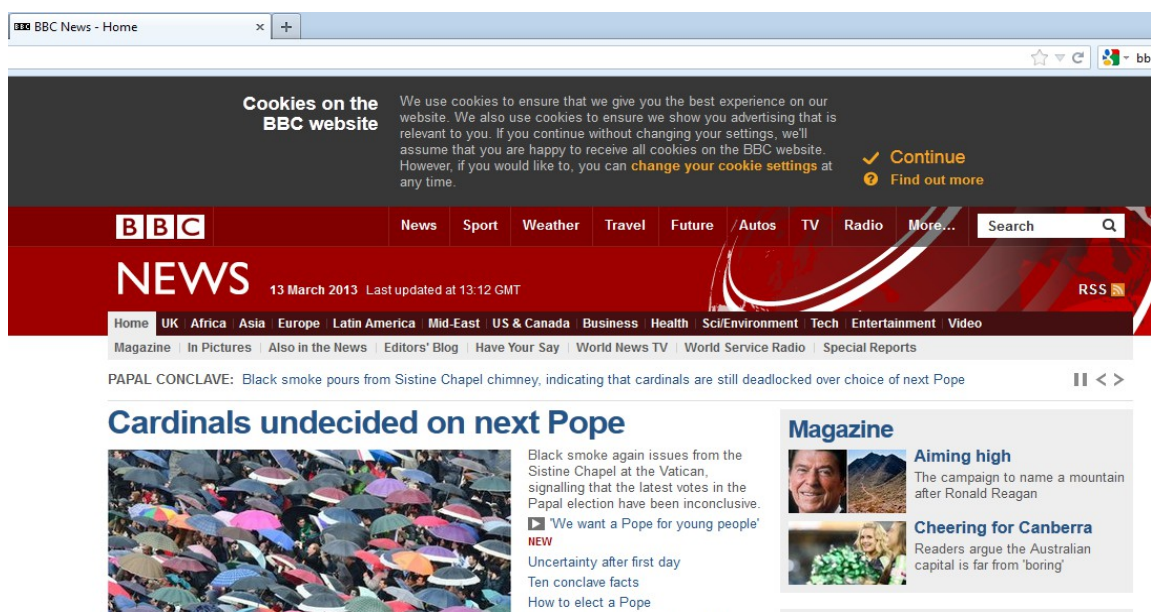 BBC BBC News - Home
bb
Cookies on the
BBC website
We use cookies to ensure that we give you the best experience on our
website. We also use cookies to ensure we show you advertising that is
relevant to you. If you continue without changing your settings, we'll
assume that you are happy to receive all cookies on the BBC website.
However, if you would like to, you can change your cookie settings at
any time.
Continue
Find out more
BBC News Sport Weather Travel Future Autos TV Radio More... Search
NEWS 13 March 2013 Last updated at 13:12 GMT
RSS
Home UK Africa Asia Europe Latin America Mid-East US & Canada Business Health Sci/Environment Tech Entertainment Video
Magazine In Pictures Also in the News Editors' Blog Have Your Say World News TV World Service Radio Special Reports
PAPAL CONCLAVE: Black smoke pours from Sistine Chapel chimney, indicating that cardinals are still deadlocked over choice of next Pope
Cardinals undecided on next Pope
Black smoke again issues from the
Sistine Chapel at the Vatican,
signalling that the latest votes in the
Papal election have been inconclusive.
'We want a Pope for young people'
NEW
Uncertainty after first day
Ten conclave facts
How to elect a Pope
Magazine
Aiming high
The campaign to name a mountain
after Ronald Reagan
Cheering for Canberra
Readers argue the Australian
capital is far from 'boring'